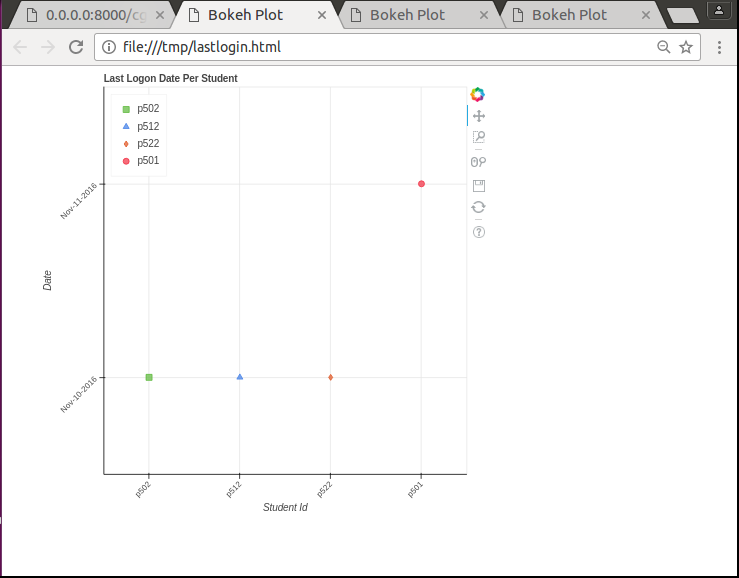 0.0.0.0:8000/cg
Bokeh Plot
Bokeh Plot
Bokeh Plot
file:///tmp/lastlogin.html
Last Logon Date Per Student
p502
p512
p522
p501
Nov-11-2016
Date
Nov-10-2016
p502
p512
p522
p501
Student Id